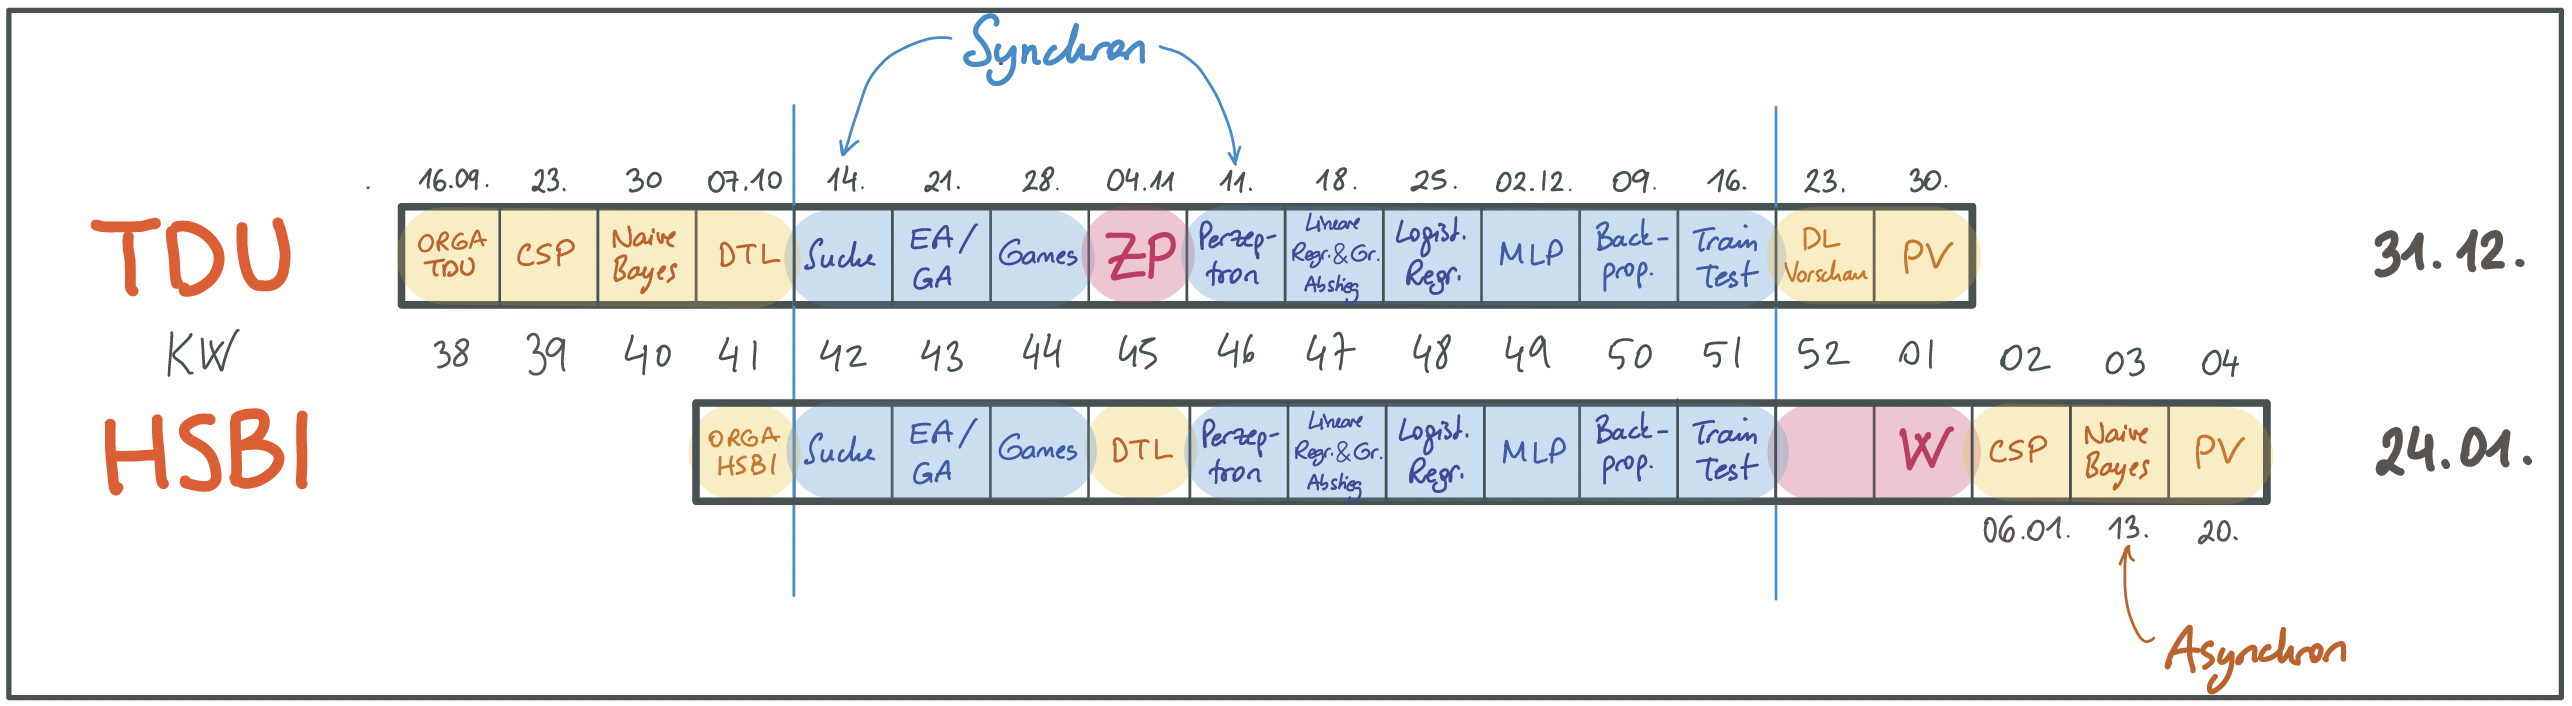 Synchron
16.09. 23. 30 07.10 14. 21. 28. 04.11 11. 18. 25. 02.12. 09. 16. 23. 30.
TDU
ORGA
TDU
CSP
Naive
Bayes
DTL
Suche
EA/
GA
Games
ZP
Perzep-
tron
Lineare
Regr.&Gr.
Abstieg
Logist.
Regr.
MLP
Back-
prop.
Train
Test
DL
Vorschau
PV
31.12.
KW 38 39 40 41 42 43 44 45 46 47 48 49 50 51 52 01 02 03 04
HSBI
ORGA
HSBI
Suche
EA/
GA
Games
DTL
Perzep-
tron
Lineare
Regr.&Gr.
Abstieg
Logist.
Regr.
MLP
Back-
prop.
Train
Test
W
CSP
Naive
Bayes
PV
24.01.
06.01. 13. 20.
Asynchron